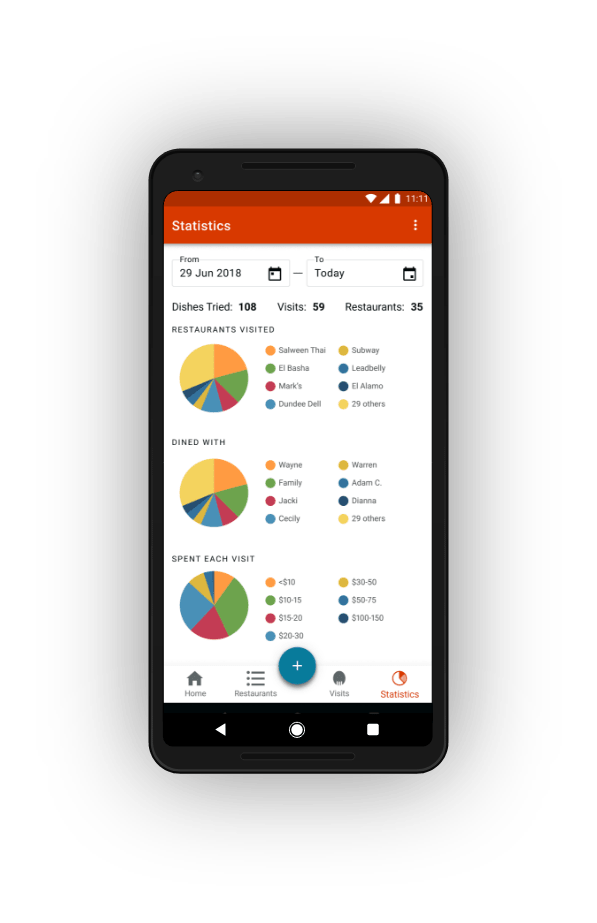 11:11
Statistics
From
To
29 Jun 2018 — Today
Dishes Tried: 108 Visits: 59 Restaurants: 35
RESTAURANTS VISITED
Salween Thai Subway
El Basha Leadbelly
Mark's El Alamo
Dundee Dell 29 others
DINED WITH
Wayne Warren
Family Adam C.
Jacki Dianna
Cecily 29 others
SPENT EACH VISIT
<$10 $30-50
$10-15 $50-75
$15-20 $100-150
$20-30
+
Home Restaurants Visits Statistics